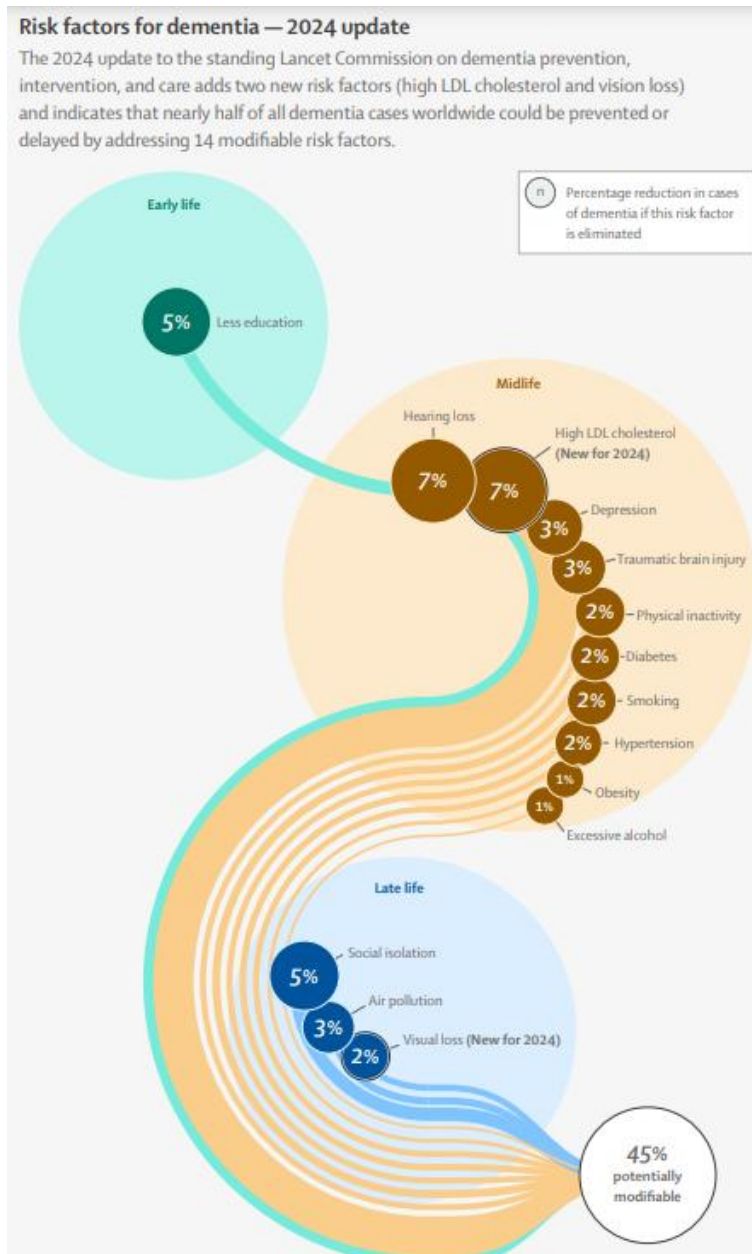 Risk factors for dementia — 2024 update
The 2024 update to the standing Lancet Commission on dementia prevention,
intervention, and care adds two new risk factors (high LDL cholesterol and vision loss)
and indicates that nearly half of all dementia cases worldwide could be prevented or
delayed by addressing 14 modifiable risk factors.
n
Percentage reduction in cases
of dementia if this risk factor
is eliminated
Early life
5%
Less education
Midlife
Hearing loss
7%
High LDL cholesterol
(New for 2024)
7%
Depression
3%
Traumatic brain injury
3%
Physical inactivity
2%
Diabetes
2%
Smoking
2%
Hypertension
2%
Obesity
1%
Excessive alcohol
1%
Late life
Social isolation
5%
Air pollution
3%
Visual loss (New for 2024)
2%
45%
potentially
modifiable